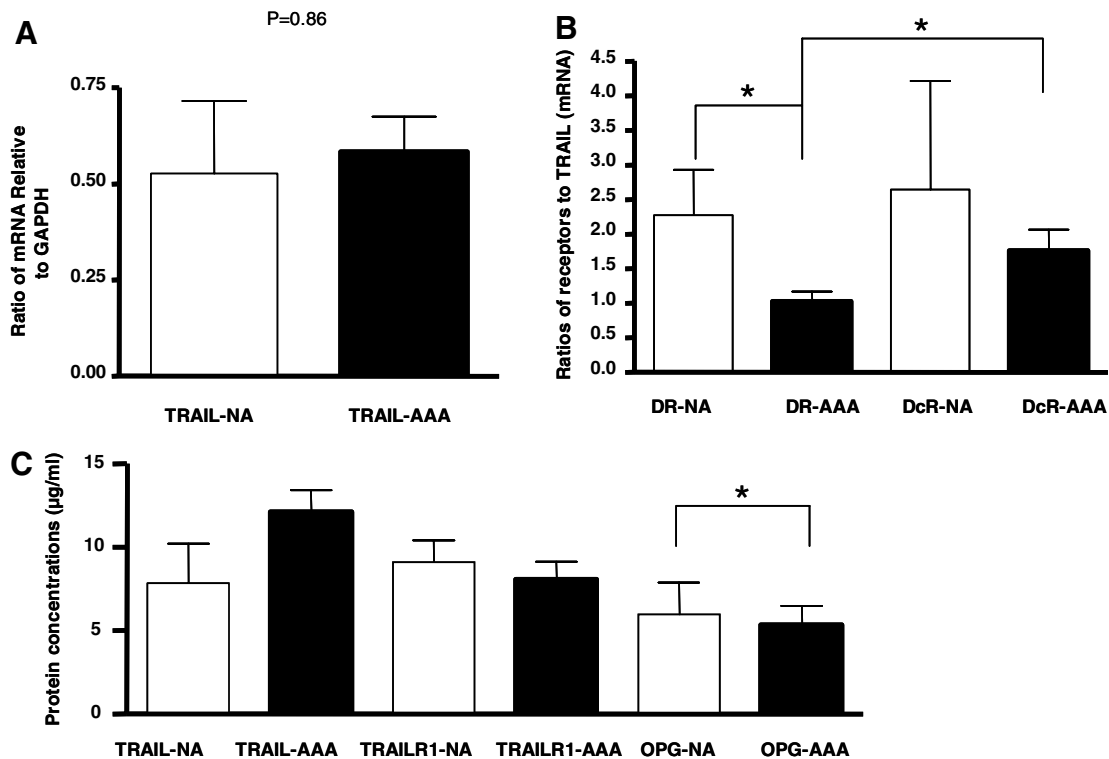 A
P=0.86
Ratio of mRNA Relative
to GAPDH
0.75
0.50
0.25
0.00
TRAIL-NA
TRAIL-AAA
B
Ratios of receptors to TRAIL (mRNA)
4.5
4.0
3.5
3.0
2.5
2.0
1.5
1.0
0.5
0.0
*
*
DR-NA
DR-AAA
DcR-NA
DcR-AAA
C
Protein concentrations (µg/ml)
15
10
5
0
*
TRAIL-NA
TRAIL-AAA
TRAILR1-NA
TRAILR1-AAA
OPG-NA
OPG-AAA